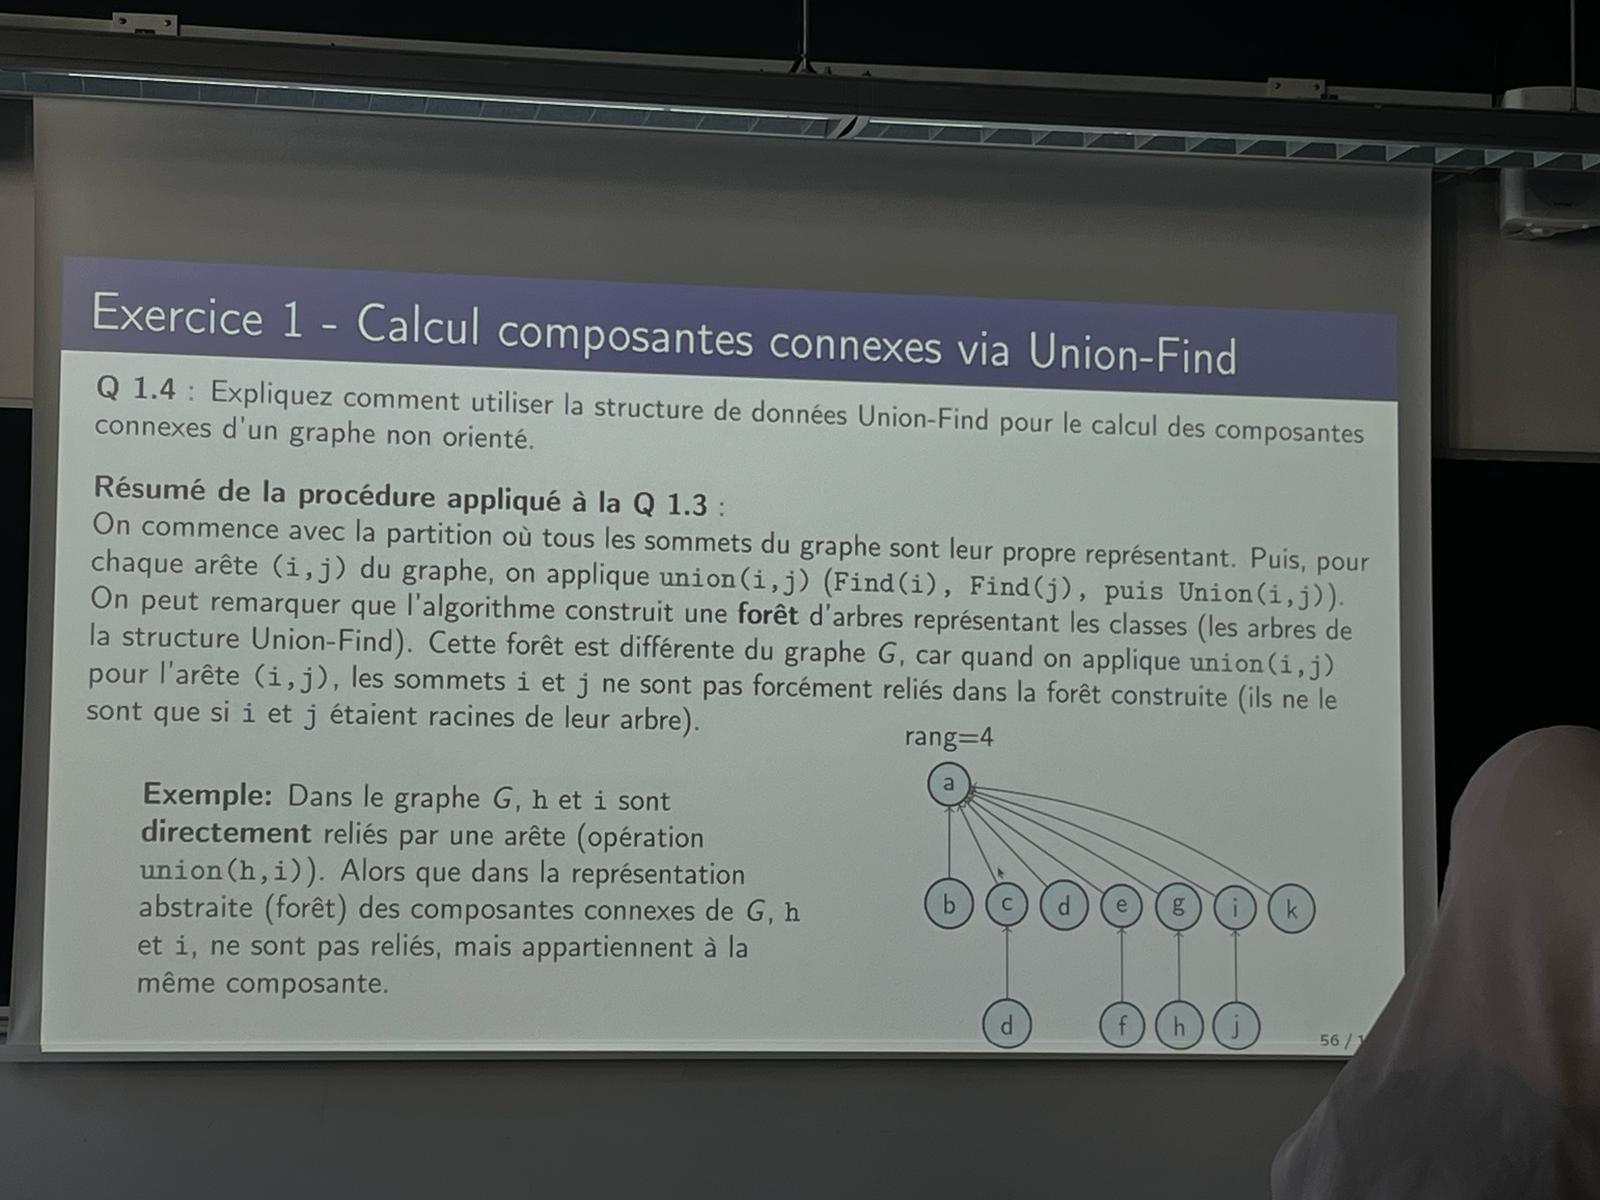 Exercice 1 - Calcul composantes connexes via Union-Find
Q 1.4 : Expliquez comment utiliser la structure de données Union-Find pour le calcul des composantes
connexes d'un graphe non orienté.
Résumé de la procédure appliqué à la Q 1.3 :
On commence avec la partition où tous les sommets du graphe sont leur propre représentant. Puis, pour
chaque arête (i,j) du graphe, on applique union(i,j) (Find(i), Find(j), puis Union(i,j)).
On peut remarquer que l'algorithme construit une forêt d'arbres représentant les classes (les arbres de
la structure Union-Find). Cette forêt est différente du graphe G, car quand on applique union(i,j)
pour l'arête (i,j), les sommets i et j ne sont pas forcément reliés dans la forêt construite (ils ne le
sont que si i et j étaient racines de leur arbre).
Exemple: Dans le graphe G, h et i sont
directement reliés par une arête (opération
union(h,i)). Alors que dans la représentation
abstraite (forêt) des composantes connexes de G, h
et i, ne sont pas reliés, mais appartiennent à la
même composante.
rang=4
a
b c d e g i k
d f h j
56 /